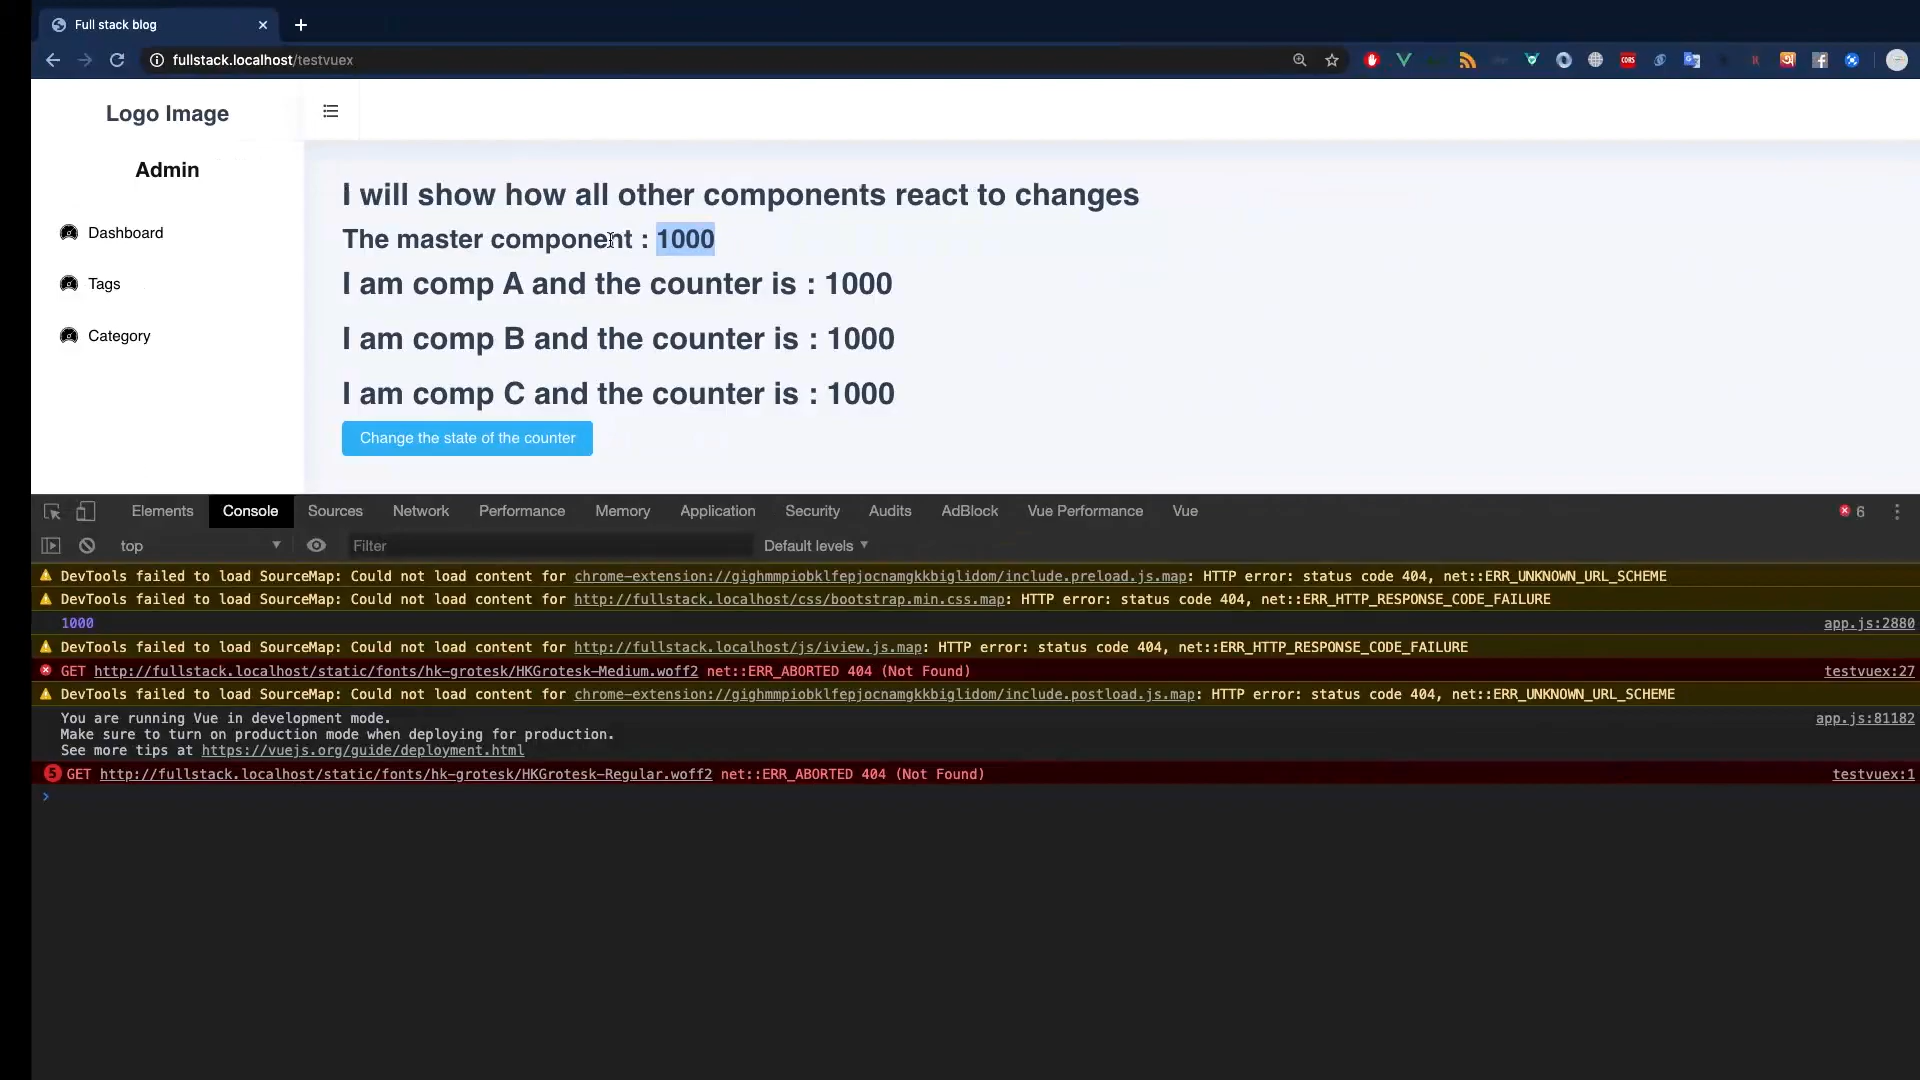 Full stack blog
fullstack.localhost/testvuex
CORS
Logo Image
Admin
Dashboard
Tags
Category
I will show how all other components react to changes
The master component : 1000
I am comp A and the counter is : 1000
I am comp B and the counter is : 1000
I am comp C and the counter is : 1000
Change the state of the counter
Elements Console Sources Network Performance Memory Application Security Audits AdBlock Vue Performance Vue 6
top Filter Default levels
DevTools failed to load SourceMap: Could not load content for chrome-extension://gighmmpiobklfepjocnamgkkbiglidom/include.preload.js.map: HTTP error: status code 404, net::ERR_UNKNOWN_URL_SCHEME
DevTools failed to load SourceMap: Could not load content for http://fullstack.localhost/css/bootstrap.min.css.map: HTTP error: status code 404, net::ERR_HTTP_RESPONSE_CODE_FAILURE
1000 app.js:2880
DevTools failed to load SourceMap: Could not load content for http://fullstack.localhost/js/iview.js.map: HTTP error: status code 404, net::ERR_HTTP_RESPONSE_CODE_FAILURE
GET http://fullstack.localhost/static/fonts/hk-grotesk/HKGrotesk-Medium.woff2 net::ERR_ABORTED 404 (Not Found) testvuex:27
DevTools failed to load SourceMap: Could not load content for chrome-extension://gighmmpiobklfepjocnamgkkbiglidom/include.postload.js.map: HTTP error: status code 404, net::ERR_UNKNOWN_URL_SCHEME
You are running Vue in development mode. app.js:81182
Make sure to turn on production mode when deploying for production.
See more tips at https://vuejs.org/guide/deployment.html
5 GET http://fullstack.localhost/static/fonts/hk-grotesk/HKGrotesk-Regular.woff2 net::ERR_ABORTED 404 (Not Found) testvuex:1